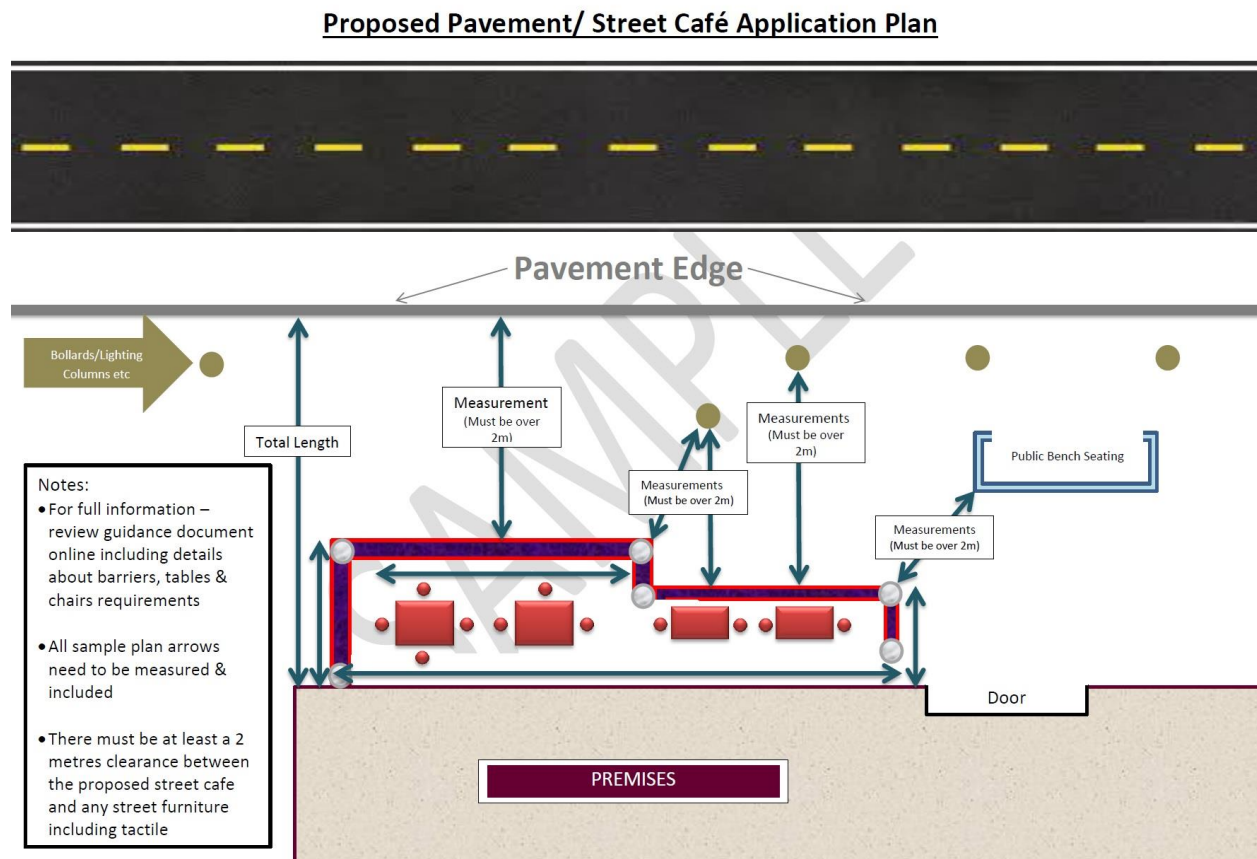 Proposed Pavement/ Street Café Application Plan
Pavement Edge
Bollards/Lighting
Columns etc
Total Length
Measurement
(Must be over
2m)
Measurements
(Must be over
2m)
Measurements
(Must be over 2m)
Public Bench Seating
Measurements
(Must be over 2m)
Notes:
•For full information –
review guidance document
online including details
about barriers, tables &
chairs requirements
•All sample plan arrows
need to be measured &
included
•There must be at least a 2
metres clearance between
the proposed street cafe
and any street furniture
including tactile
Door
PREMISES
SAMPLE